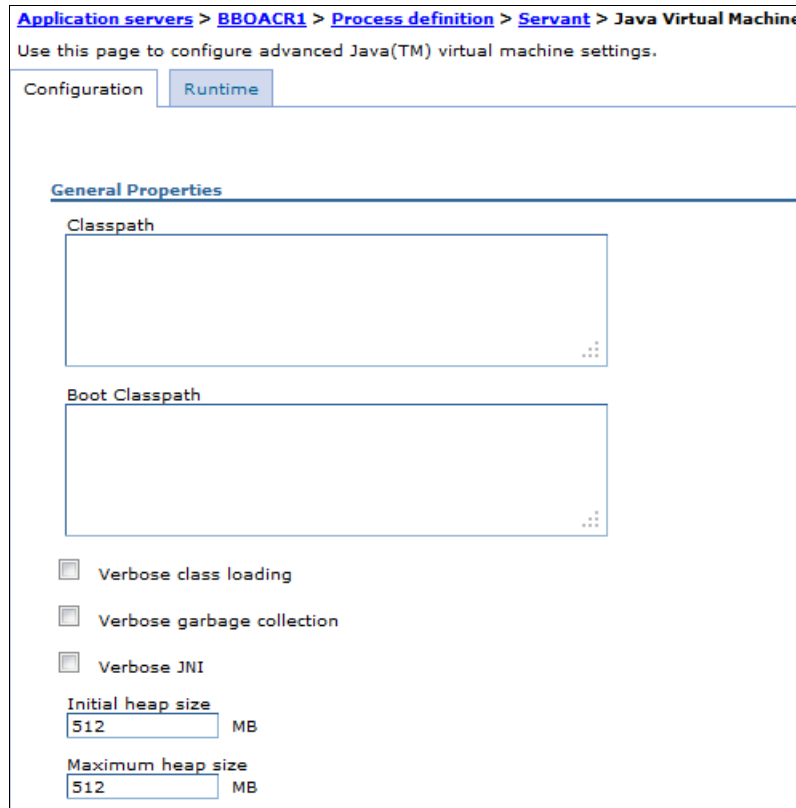 Application servers > BBOACR1 > Process definition > Servant > Java Virtual Machine
Use this page to configure advanced Java(TM) virtual machine settings.
Configuration Runtime
General Properties
Classpath
Boot Classpath
Verbose class loading
Verbose garbage collection
Verbose JNI
Initial heap size
512 MB
Maximum heap size
512 MB